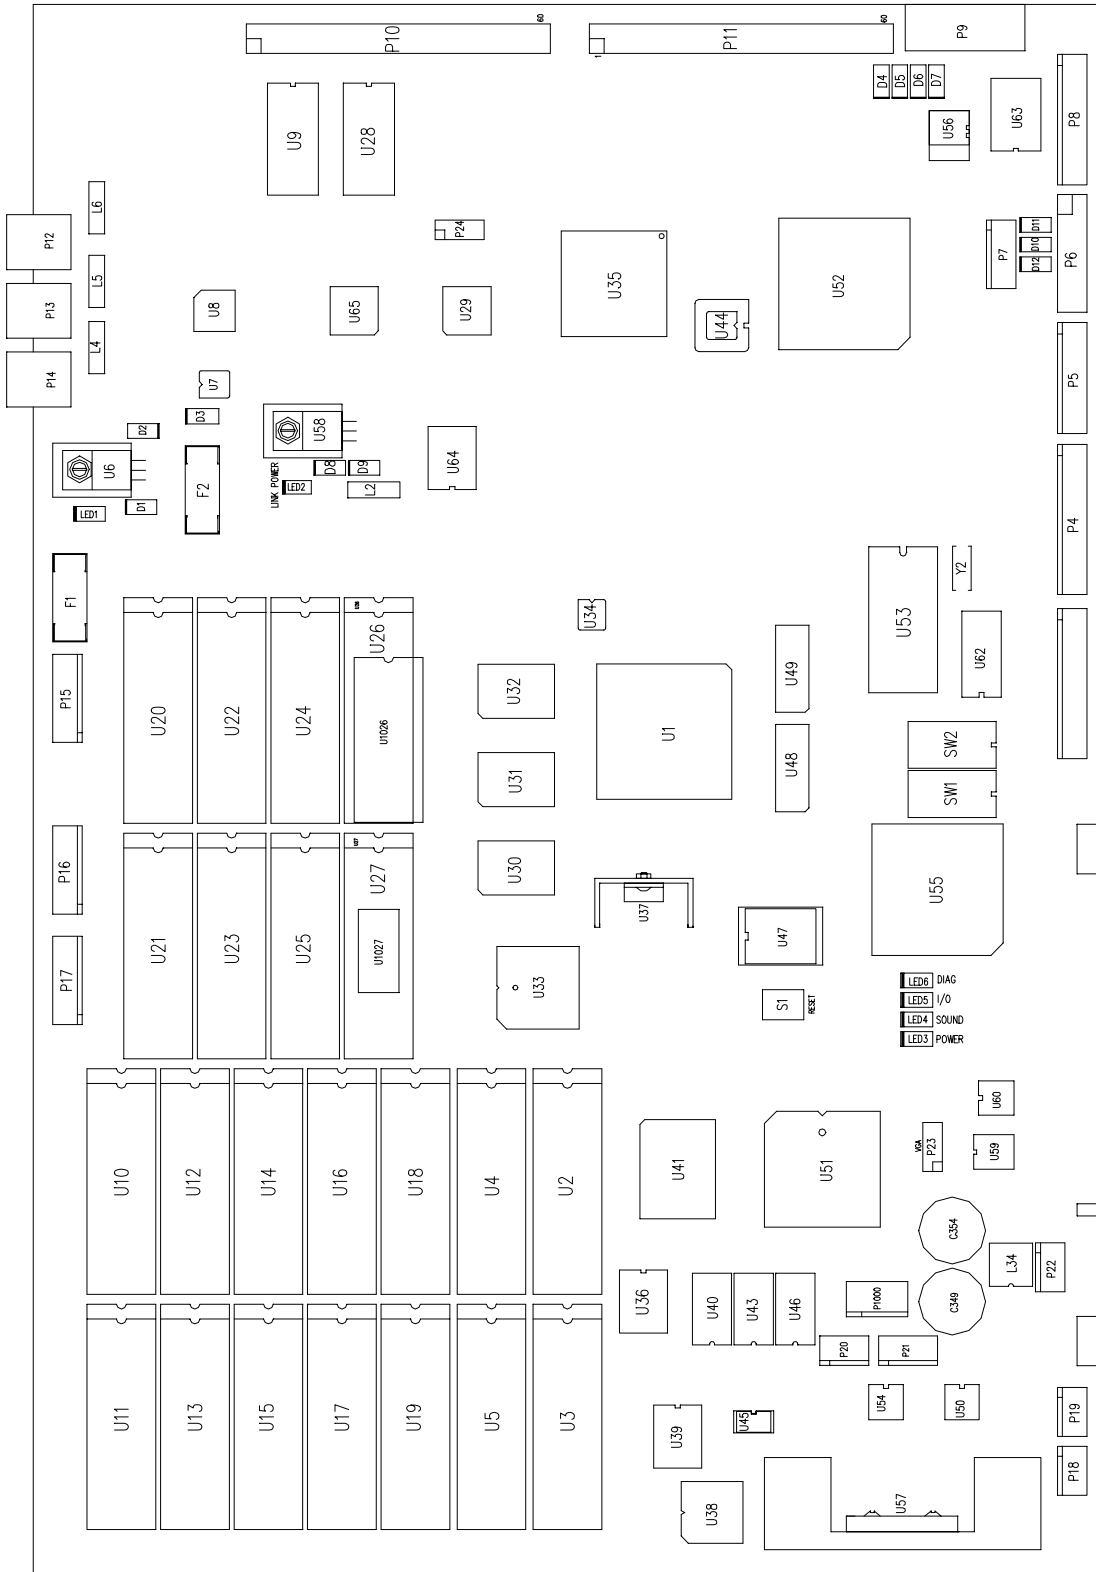 60
60
P10
P11
P9
1
D4
D5
D6
D7
U9
U28
U56
U63
P8
L6
P12
P24
U35
U52
D11
D10
D12
P7
P6
L5
P13
U8
U65
U29
U44
L4
P14
U7
P5
D3
D2
U58
U6
LINK POWER
D8
D9
U64
LED2
L2
F2
D1
LED1
P4
F1
U34
U53
Y2
U26
U26
P15
U32
U49
U62
U20
U22
U24
U1026
U1
SW2
U31
U48
SW1
U27
U27
P16
U30
U55
U37
U21
U23
U25
U1027
U47
P17
U33
S1
RESET
LED6 DIAG
LED5 I/O
LED4 SOUND
LED3 POWER
U60
VGA
P23
U59
U10
U12
U14
U16
U18
U4
U2
U41
U51
C354
L34
P22
U36
U40
U43
U46
P1000
C349
P20
P21
U11
U13
U15
U17
U19
U5
U3
U54
U50
P19
U39
U45
P18
U38
U57